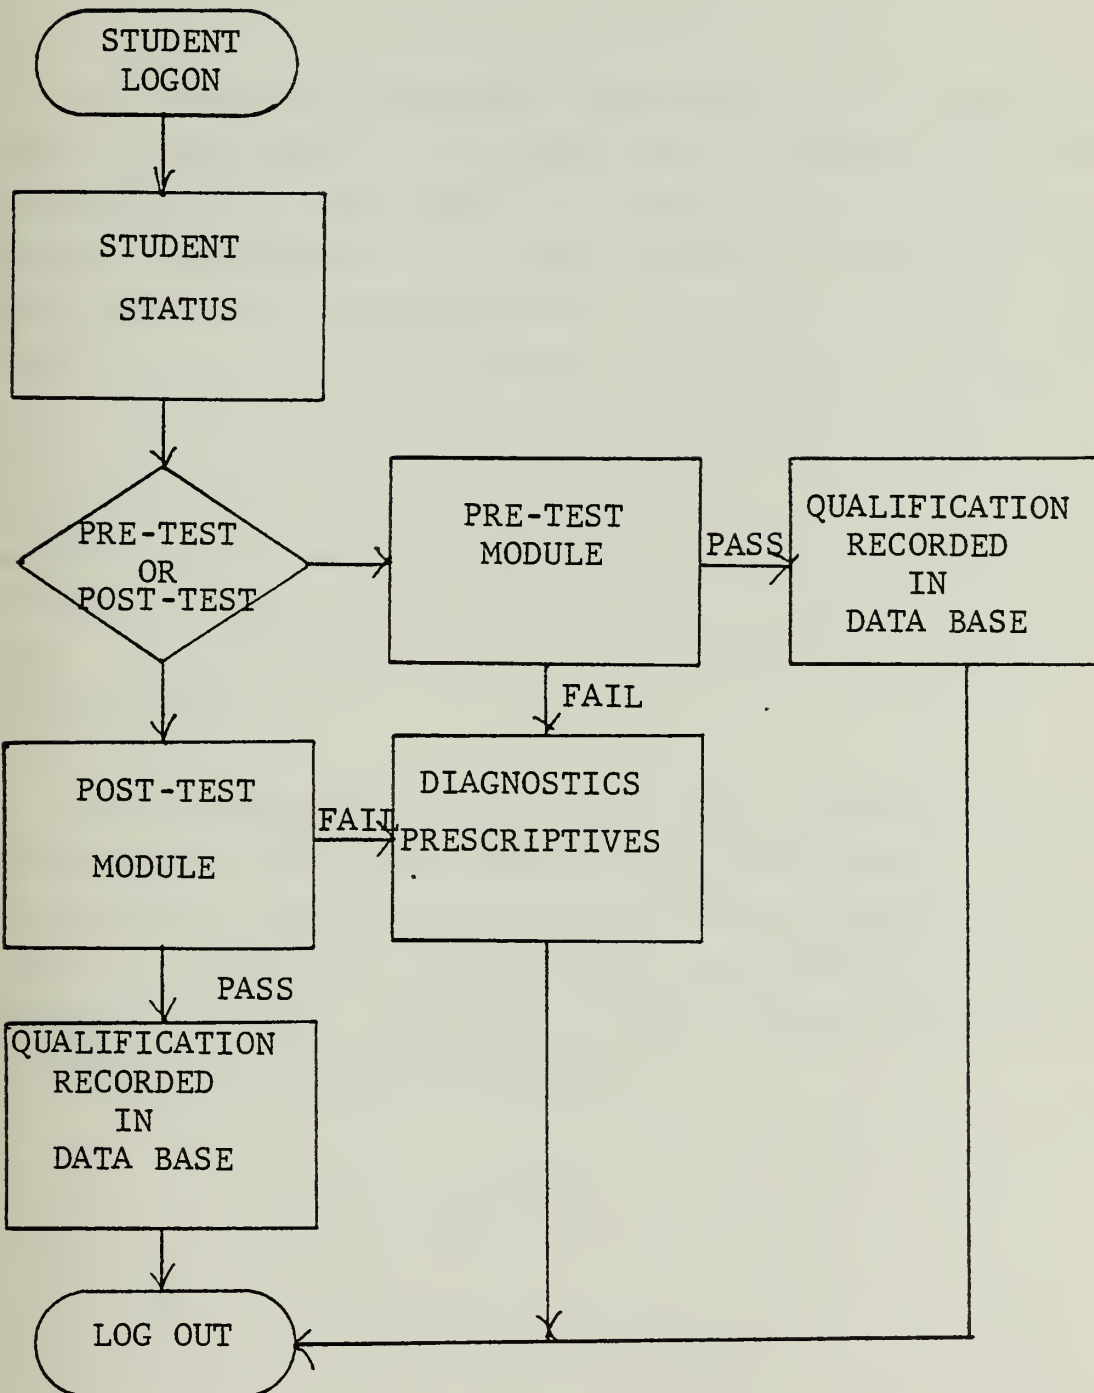 STUDENT
LOGON
STUDENT
STATUS
PRE-TEST
OR
POST-TEST
PRE-TEST
MODULE
PASS
QUALIFICATION
RECORDED
IN
DATA BASE
FAIL
POST-TEST
MODULE
FAIL
DIAGNOSTICS
PRESCRIPTIVES
PASS
QUALIFICATION
RECORDED
IN
DATA BASE
LOG OUT